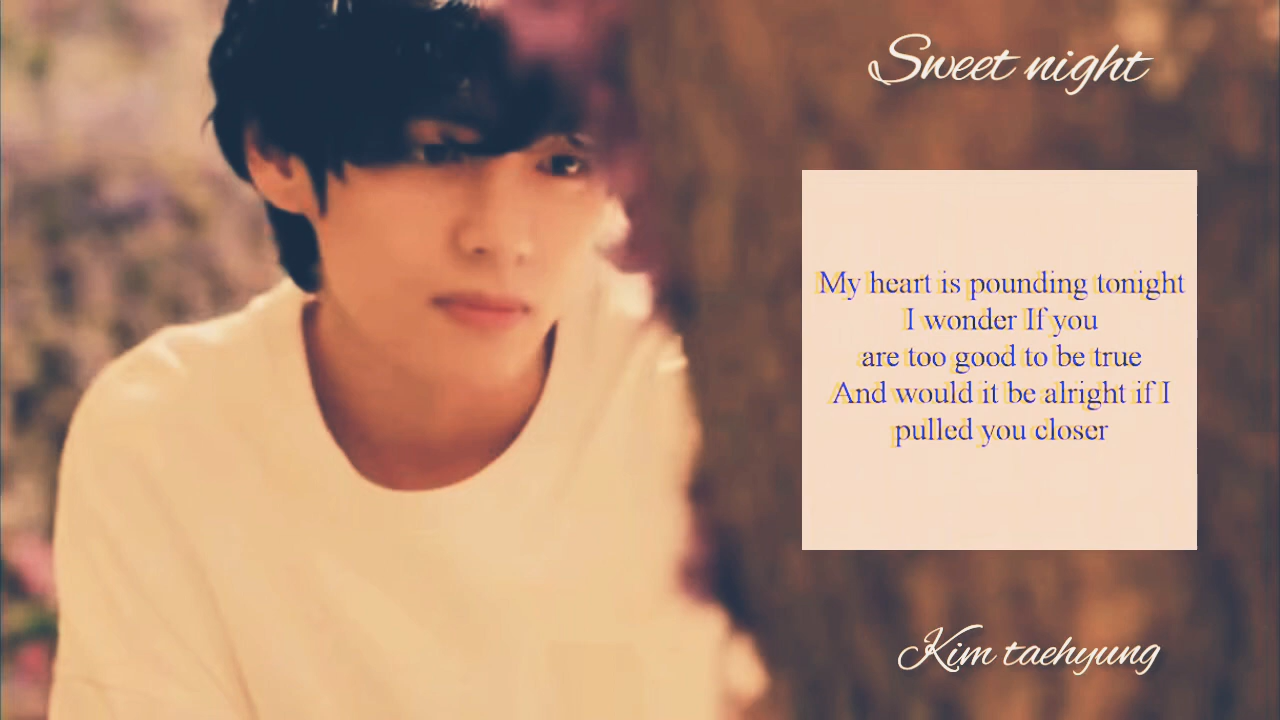 Sweet night
My heart is pounding tonight
I wonder If you
are too good to be true
And would it be alright if I
pulled you closer
Kim taehyung